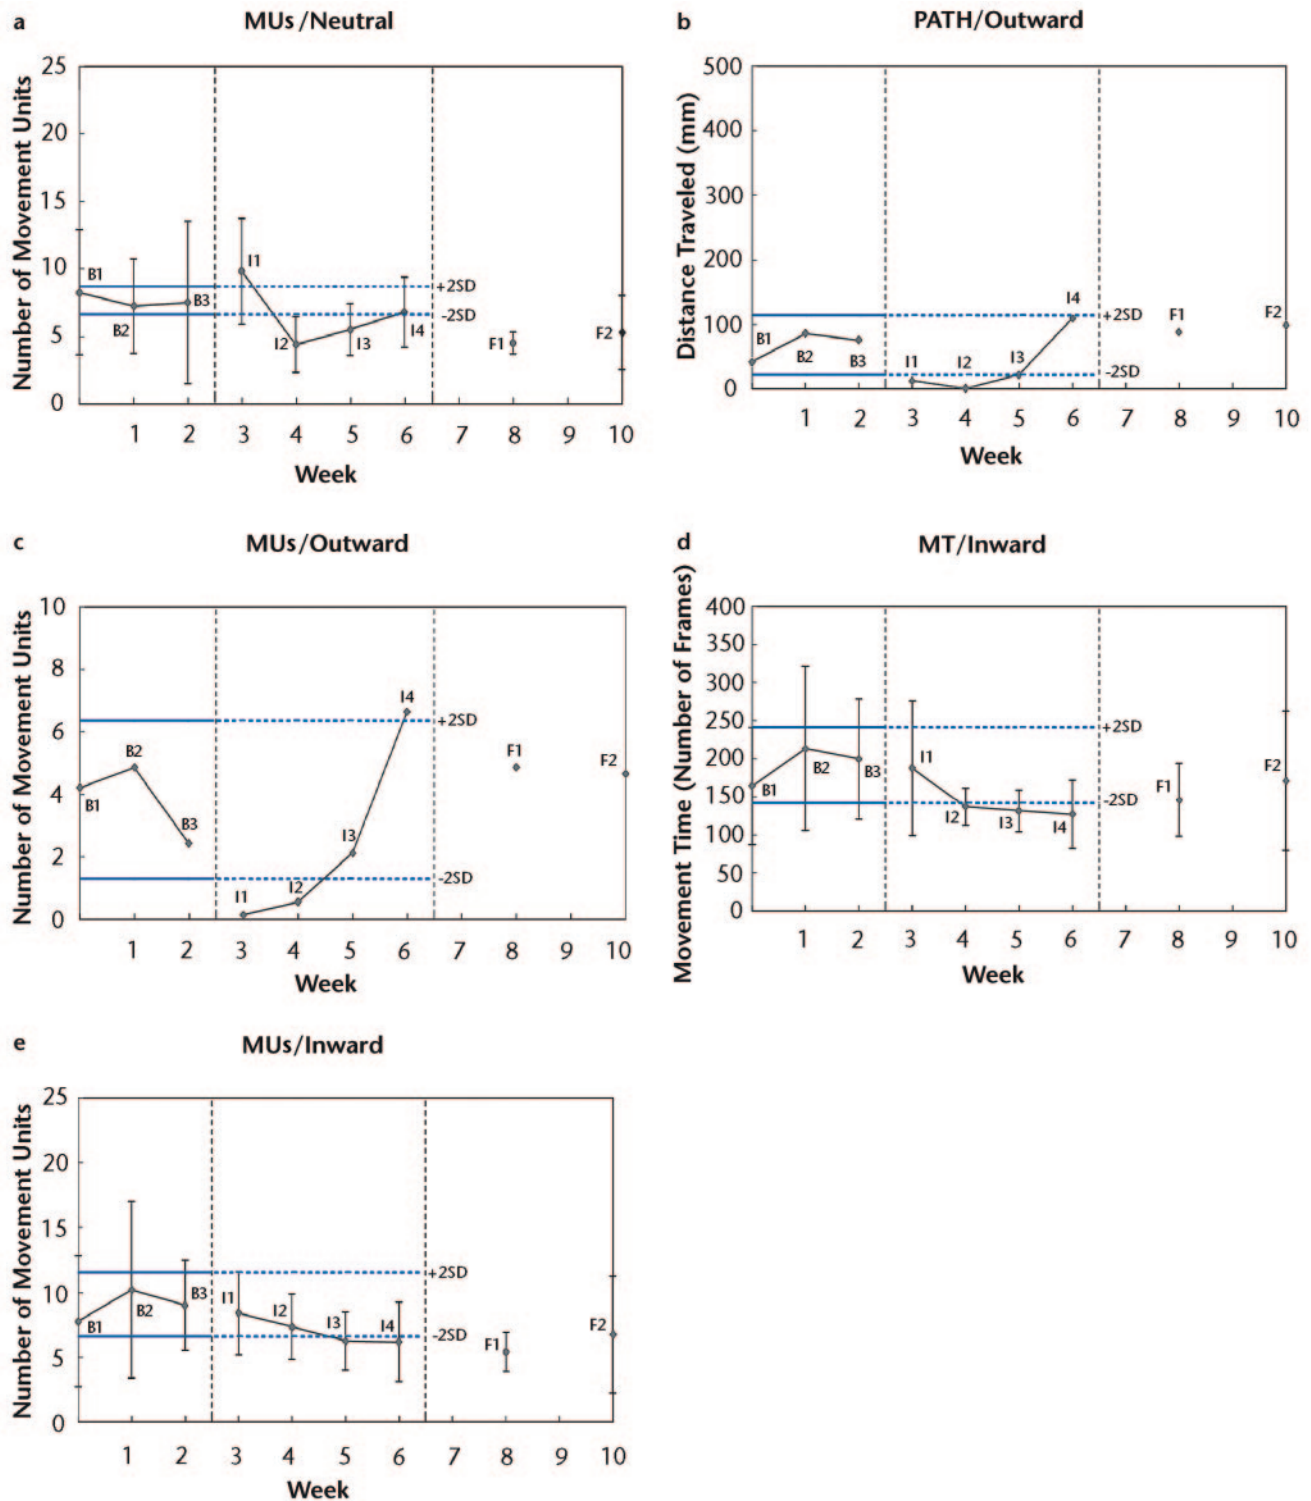 a
MUs/Neutral
Number of Movement Units
25
20
15
10
5
0
B1
B2
B3
I1
I2
I3
I4
+2SD
-2SD
F1
F2
1 2 3 4 5 6 7 8 9 10
Week
b
PATH/Outward
Distance Traveled (mm)
500
400
300
200
100
0
B1
B2
B3
I1
I2
I3
I4
+2SD
-2SD
F1
F2
1 2 3 4 5 6 7 8 9 10
Week
c
MUs/Outward
Number of Movement Units
10
8
6
4
2
0
B1
B2
B3
I1
I2
I3
I4
+2SD
-2SD
F1
F2
1 2 3 4 5 6 7 8 9 10
Week
d
MT/Inward
Movement Time (Number of Frames)
400
350
300
250
200
150
100
50
0
B1
B2
B3
I1
I2
I3
I4
+2SD
-2SD
F1
F2
1 2 3 4 5 6 7 8 9 10
Week
e
MUs/Inward
Number of Movement Units
25
20
15
10
5
0
B1
B2
B3
I1
I2
I3
I4
+2SD
-2SD
F1
F2
1 2 3 4 5 6 7 8 9 10
Week